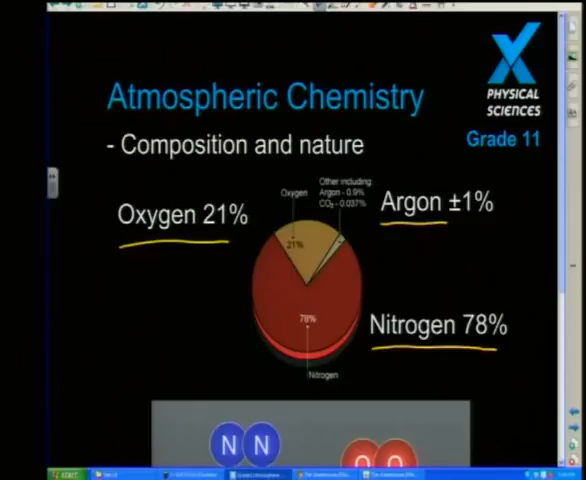 PHYSICAL
SCIENCES
Atmospheric Chemistry
Grade 11
- Composition and nature
Oxygen
Other including:
Argon - 0.9%
CO₂ - 0.037%
Oxygen 21%
Argon ±1%
21%
78%
Nitrogen 78%
Nitrogen
N N
O O
START